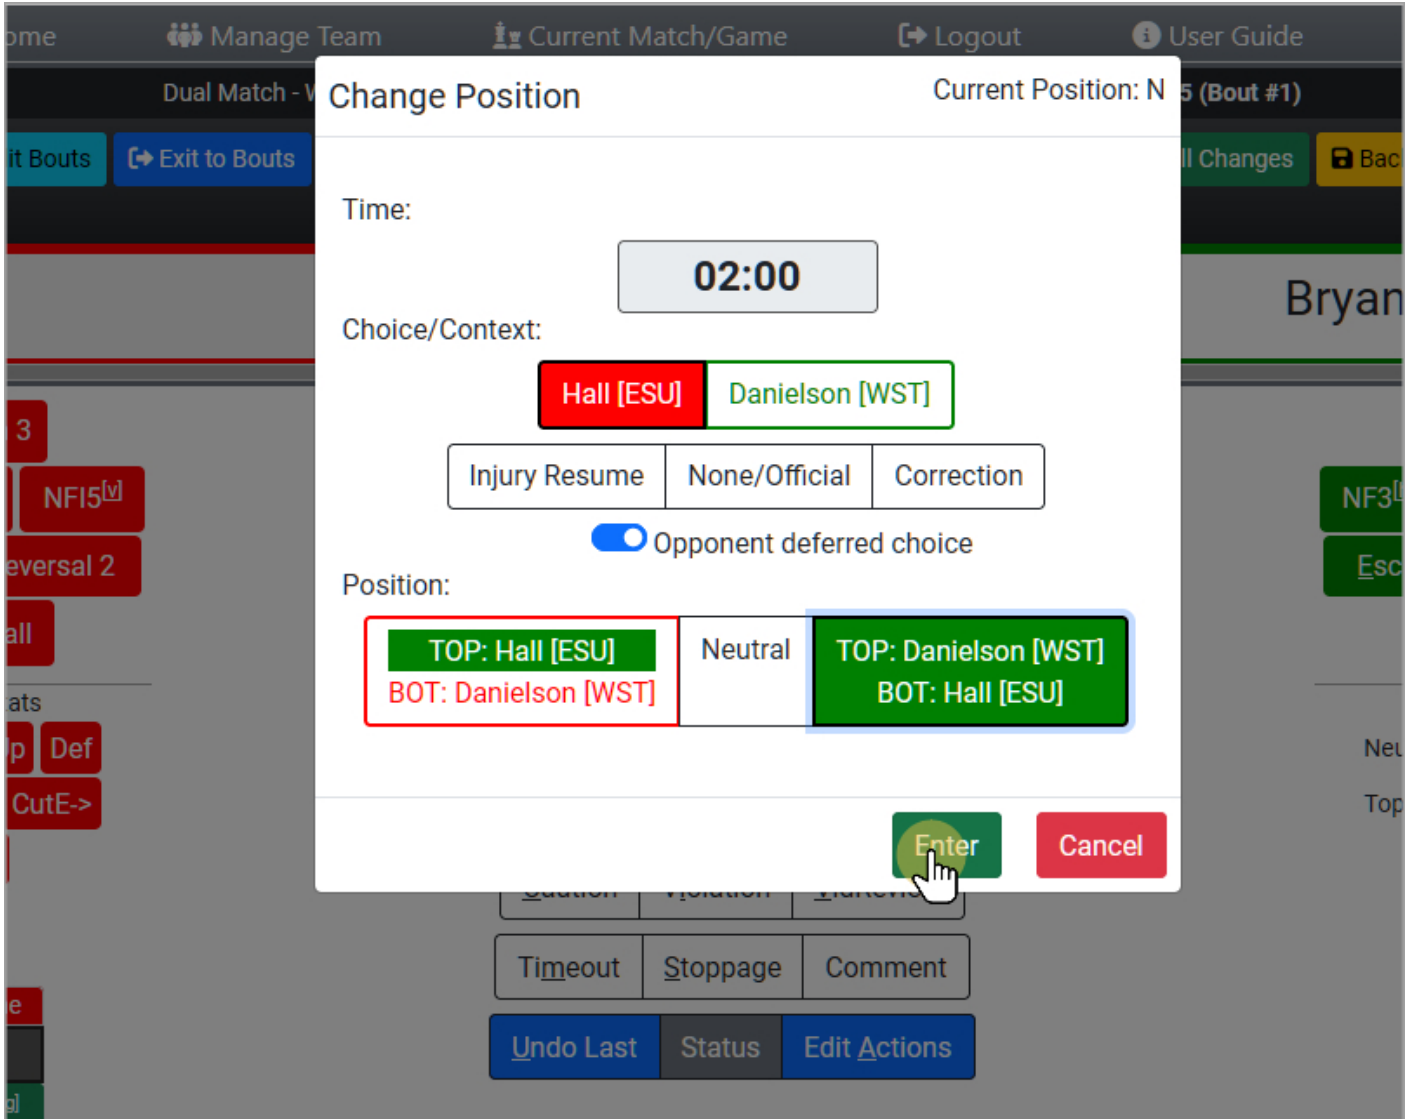 ome Manage Team Current Match/Game Logout User Guide
Dual Match - W 5 (Bout #1)
Change Position Current Position: N
it Bouts Exit to Bouts ll Changes Bac
Time:
02:00
Bryan
Choice/Context:
Hall [ESU] Danielson [WST]
3
Injury Resume None/Official Correction
NFI5[v] NF3
Opponent deferred choice
eversal 2 Esc
Position:
all
TOP: Hall [ESU] Neutral TOP: Danielson [WST]
BOT: Danielson [WST] BOT: Hall [ESU]
ats
Up Def Neu
CutE-> Top
Enter Cancel
Caution Violation
Timeout Stoppage Comment
e
Undo Last Status Edit Actions